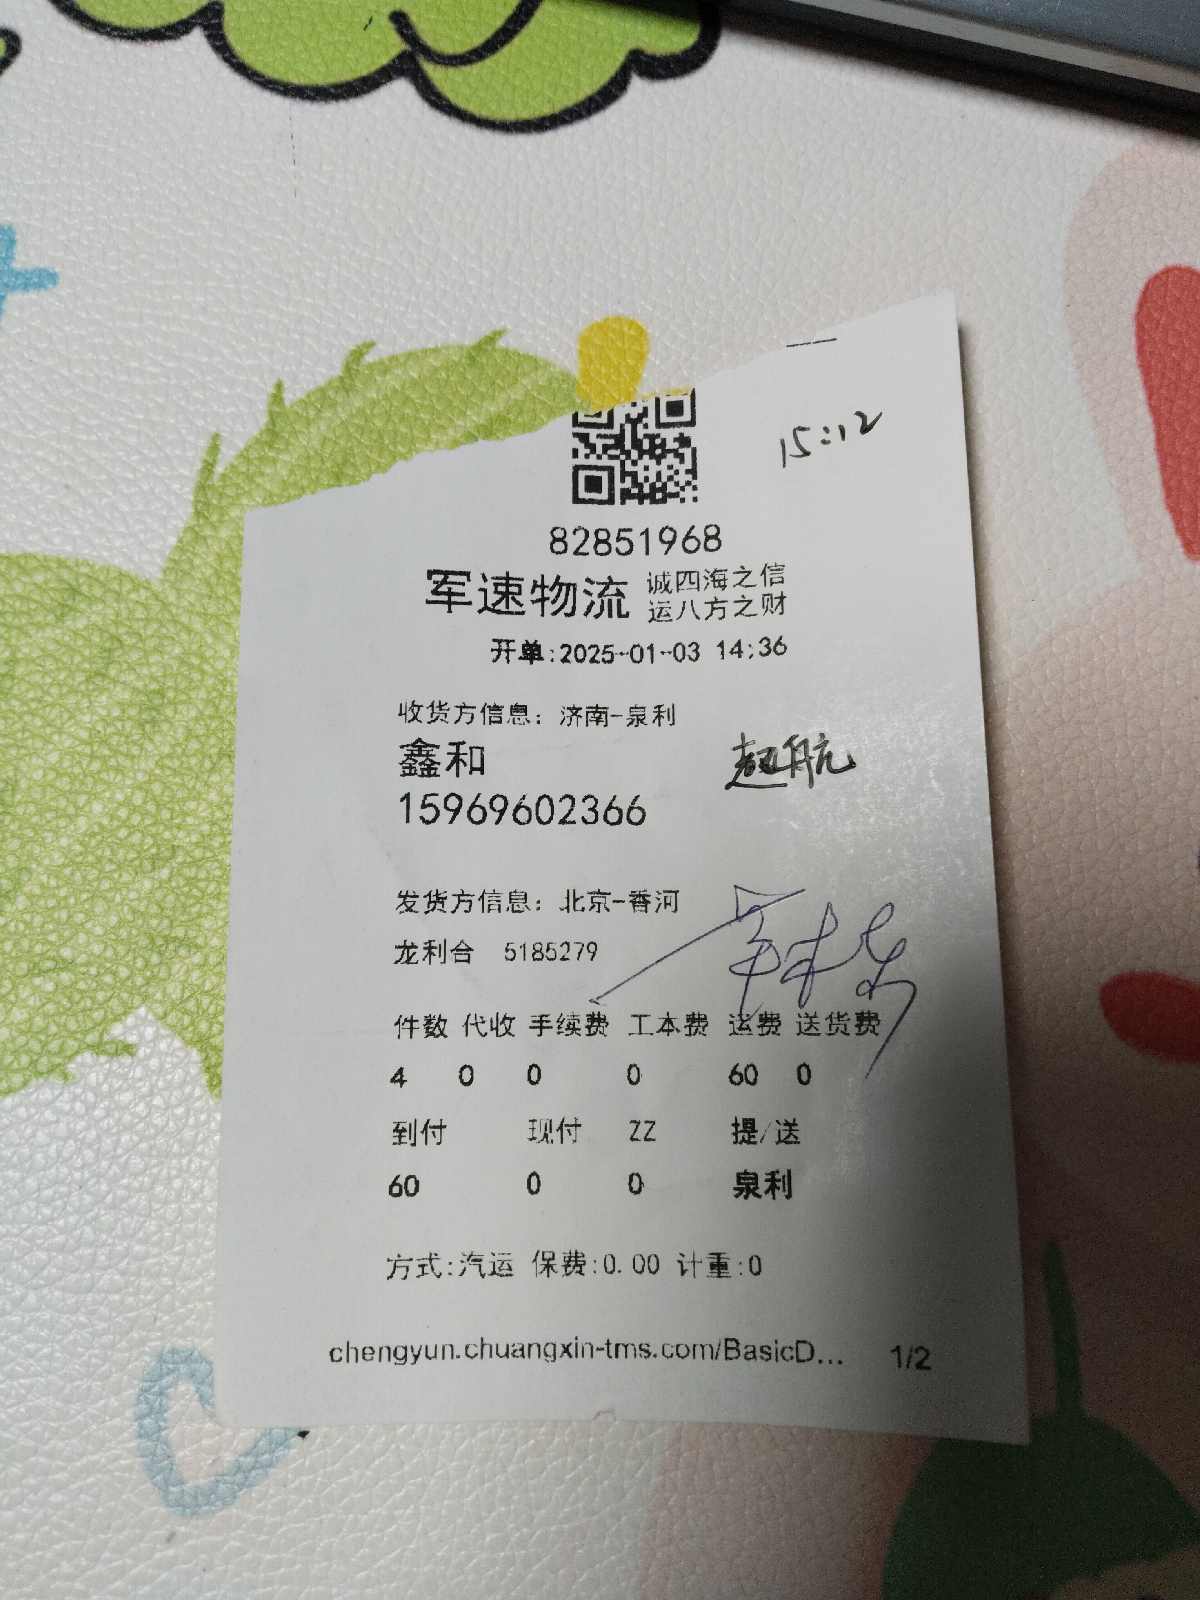 15:12
82851968
军速物流 诚四海之信
运八方之财
开单:2025-01-03 14:36
收货方信息: 济南-泉利
鑫和
超航
15969602366
发货方信息: 北京-香河
龙利合 5185279
件数 代收 手续费 工本费 运费 送货费
4 0 0 0 60 0
到付 现付 ZZ 提/送
60 0 0 泉利
方式:汽运 保费:0.00 计重:0
chengyun.chuangxin-tms.com/BasicD... 1/2